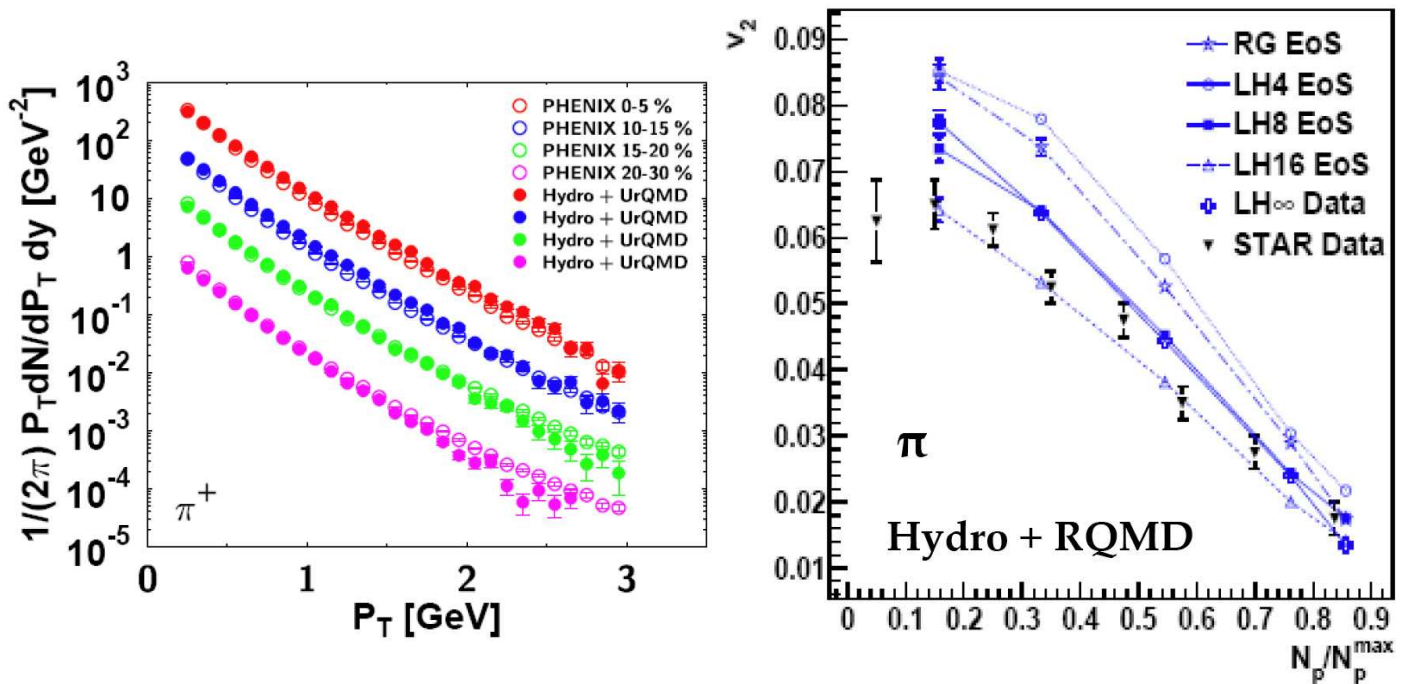 1/(2π) P_T dN/dP_T dy [GeV⁻²]
10³
10²
10
1
10⁻¹
10⁻²
10⁻³
10⁻⁴
10⁻⁵
PHENIX 0-5 %
PHENIX 10-15 %
PHENIX 15-20 %
PHENIX 20-30 %
Hydro + UrQMD
Hydro + UrQMD
Hydro + UrQMD
Hydro + UrQMD
π⁺
0 1 2 3
P_T [GeV]
v₂
0.09
0.08
0.07
0.06
0.05
0.04
0.03
0.02
0.01
RG EoS
LH4 EoS
LH8 EoS
LH16 EoS
LH∞ Data
STAR Data
π
Hydro + RQMD
0 0.1 0.2 0.3 0.4 0.5 0.6 0.7 0.8 0.9
N_p/N_p^max